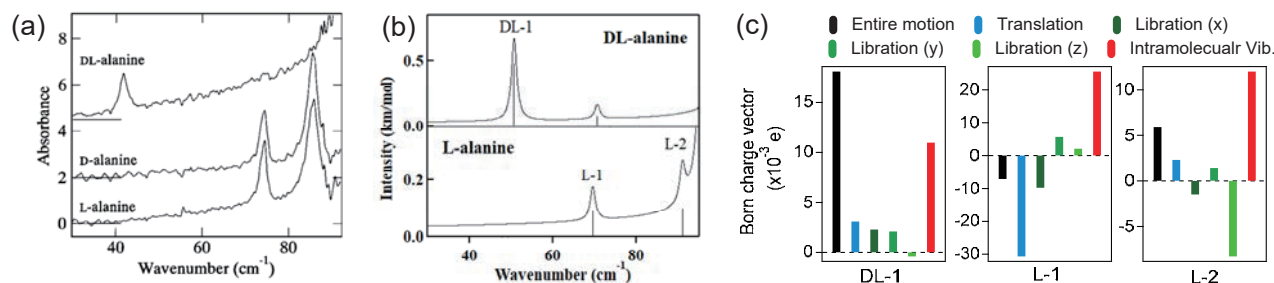 (a)
8
6
4
2
0
Absorbance
DL-alanine
D-alanine
L-alanine
40
60
80
Wavenumber (cm-1)
(b)
DL-1
DL-alanine
0.5
0.0
L-alanine
L-2
L-1
0.2
0.0
Intensity (km/mol)
40
60
80
Wavenumber (cm-1)
(c)
Entire motion
Translation
Libration (x)
Libration (y)
Libration (z)
Intramolecualr Vib.
Born charge vector
(x10-3 e)
15
10
5
0
DL-1
20
10
0
-10
-20
-30
L-1
10
5
0
-5
L-2